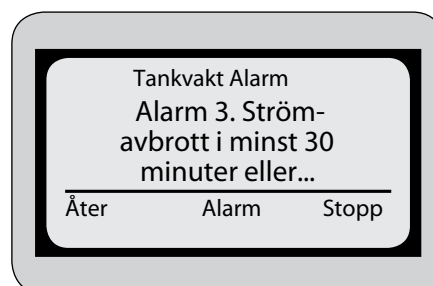 Tankvakt Alarm
Alarm 3. Ström-
avbrott i minst 30
minuter eller...
Åter Alarm Stopp